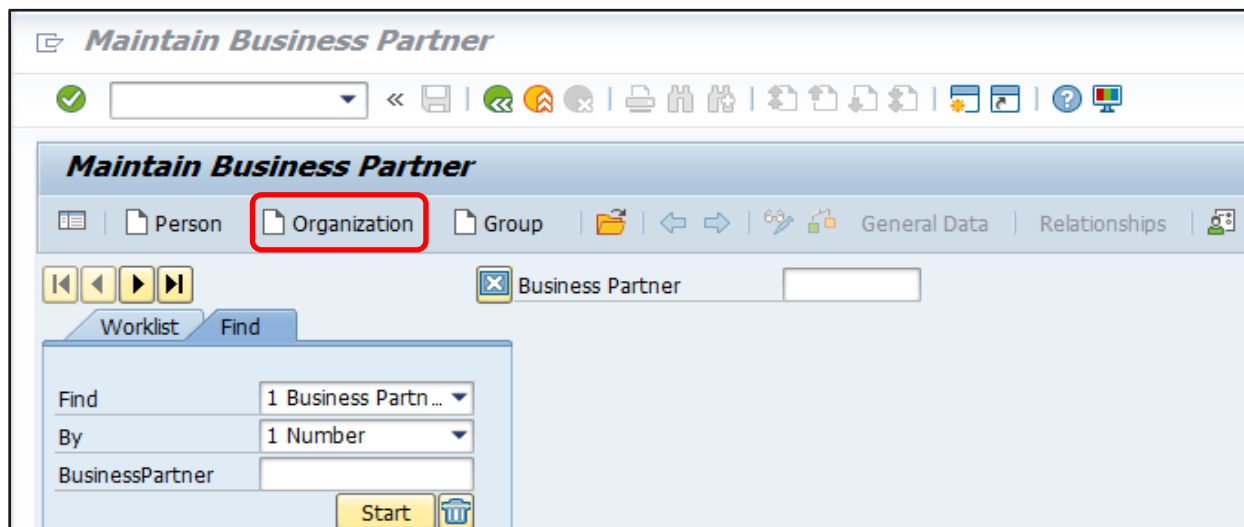 Maintain Business Partner
Maintain Business Partner
Person Organization Group General Data Relationships
Business Partner
Worklist Find
Find 1 Business Partn...
By 1 Number
BusinessPartner
Start